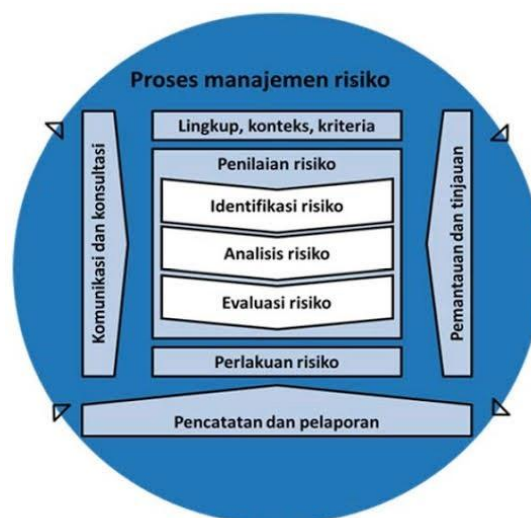 Proses manajemen risiko
Lingkup, konteks, kriteria
Penilaian risiko
Identifikasi risiko
Analisis risiko
Evaluasi risiko
Perlakuan risiko
Komunikasi dan konsultasi
Pemantauan dan tinjauan
Pencatatan dan pelaporan